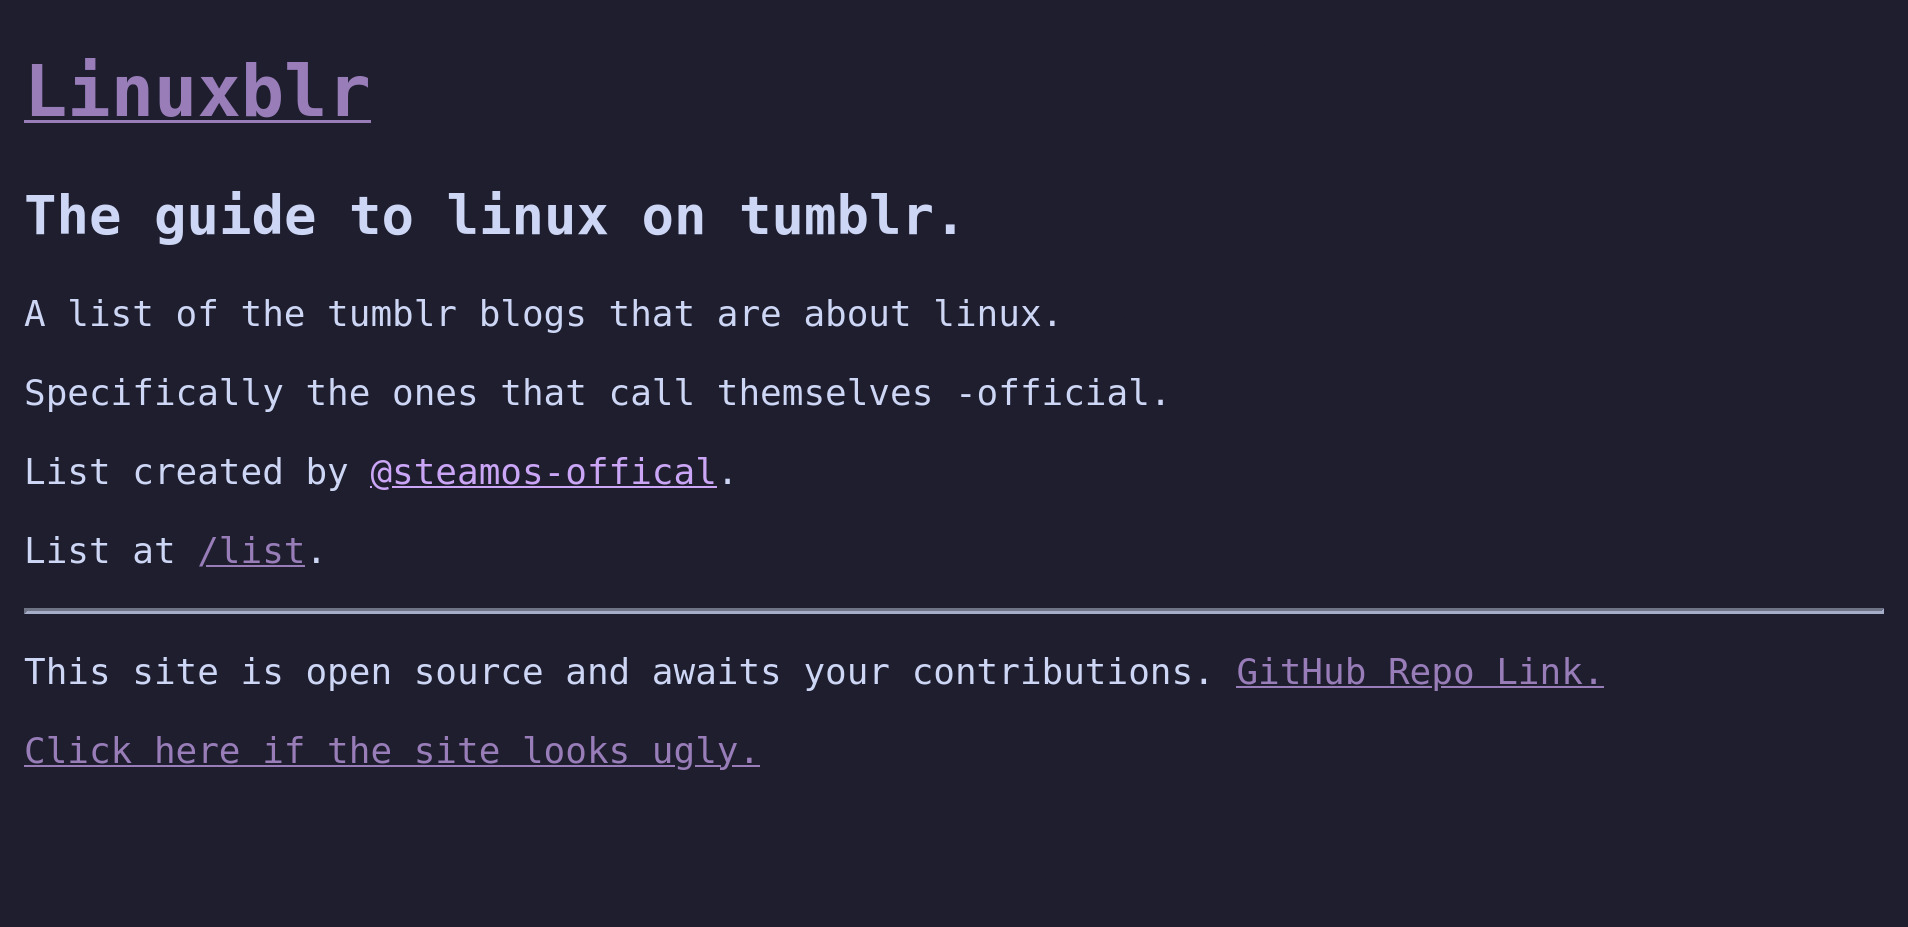 Linuxblr
The guide to linux on tumblr.
A list of the tumblr blogs that are about linux.
Specifically the ones that call themselves -official.
List created by @steamos-offical.
List at /list.
This site is open source and awaits your contributions. GitHub Repo Link.
Click here if the site looks ugly.